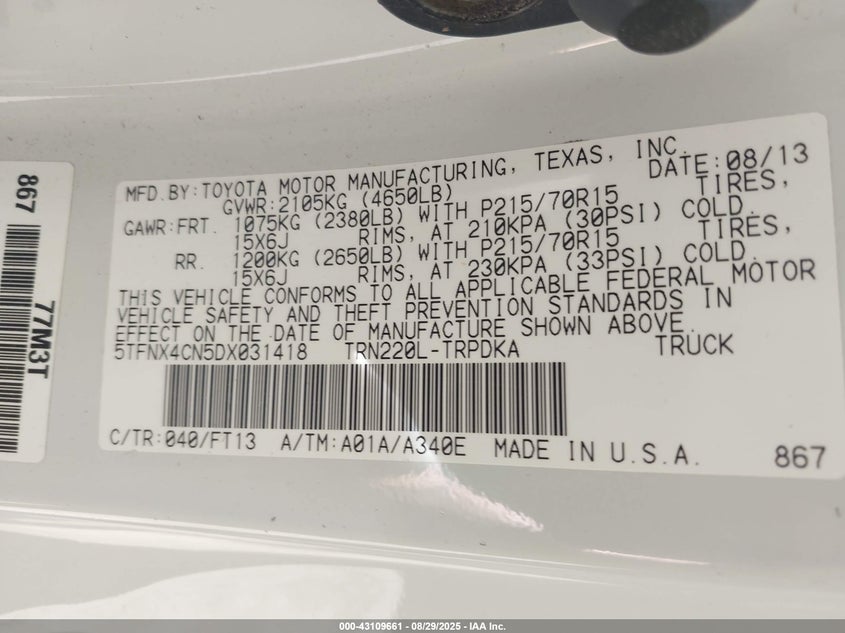 MFD.BY:TOYOTA MOTOR MANUFACTURING, TEXAS, INC.
DATE:08/13
GVWR:2105KG (4650LB)
GAWR:FRT. 1075KG (2380LB) WITH P215/70R15 TIRES,
15X6J RIMS, AT 210KPA (30PSI) COLD.
RR. 1200KG (2650LB) WITH P215/70R15 TIRES,
15X6J RIMS, AT 230KPA (33PSI) COLD.
THIS VEHICLE CONFORMS TO ALL APPLICABLE FEDERAL MOTOR
VEHICLE SAFETY AND THEFT PREVENTION STANDARDS IN
EFFECT ON THE DATE OF MANUFACTURE SHOWN ABOVE.
5TFNX4CN5DX031418 TRN220L-TRPDKA TRUCK
C/TR:040/FT13 A/TM:A01A/A340E MADE IN U.S.A. 867
867
77M3T
000-43109661 - 08/29/2025 - IAA Inc.